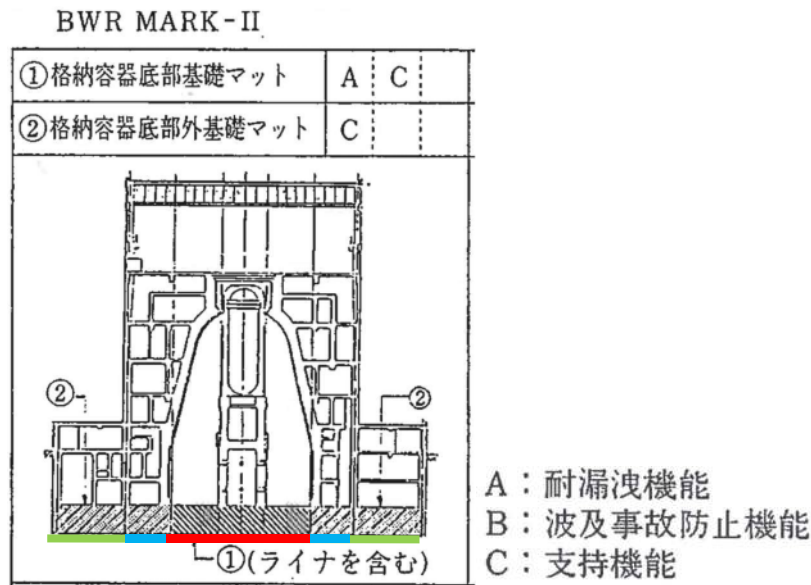 BWR MARK-II
①格納容器底部基礎マット A C
②格納容器底部外基礎マット C
② ②
①(ライナを含む)
A：耐漏洩機能
B：波及事故防止機能
C：支持機能